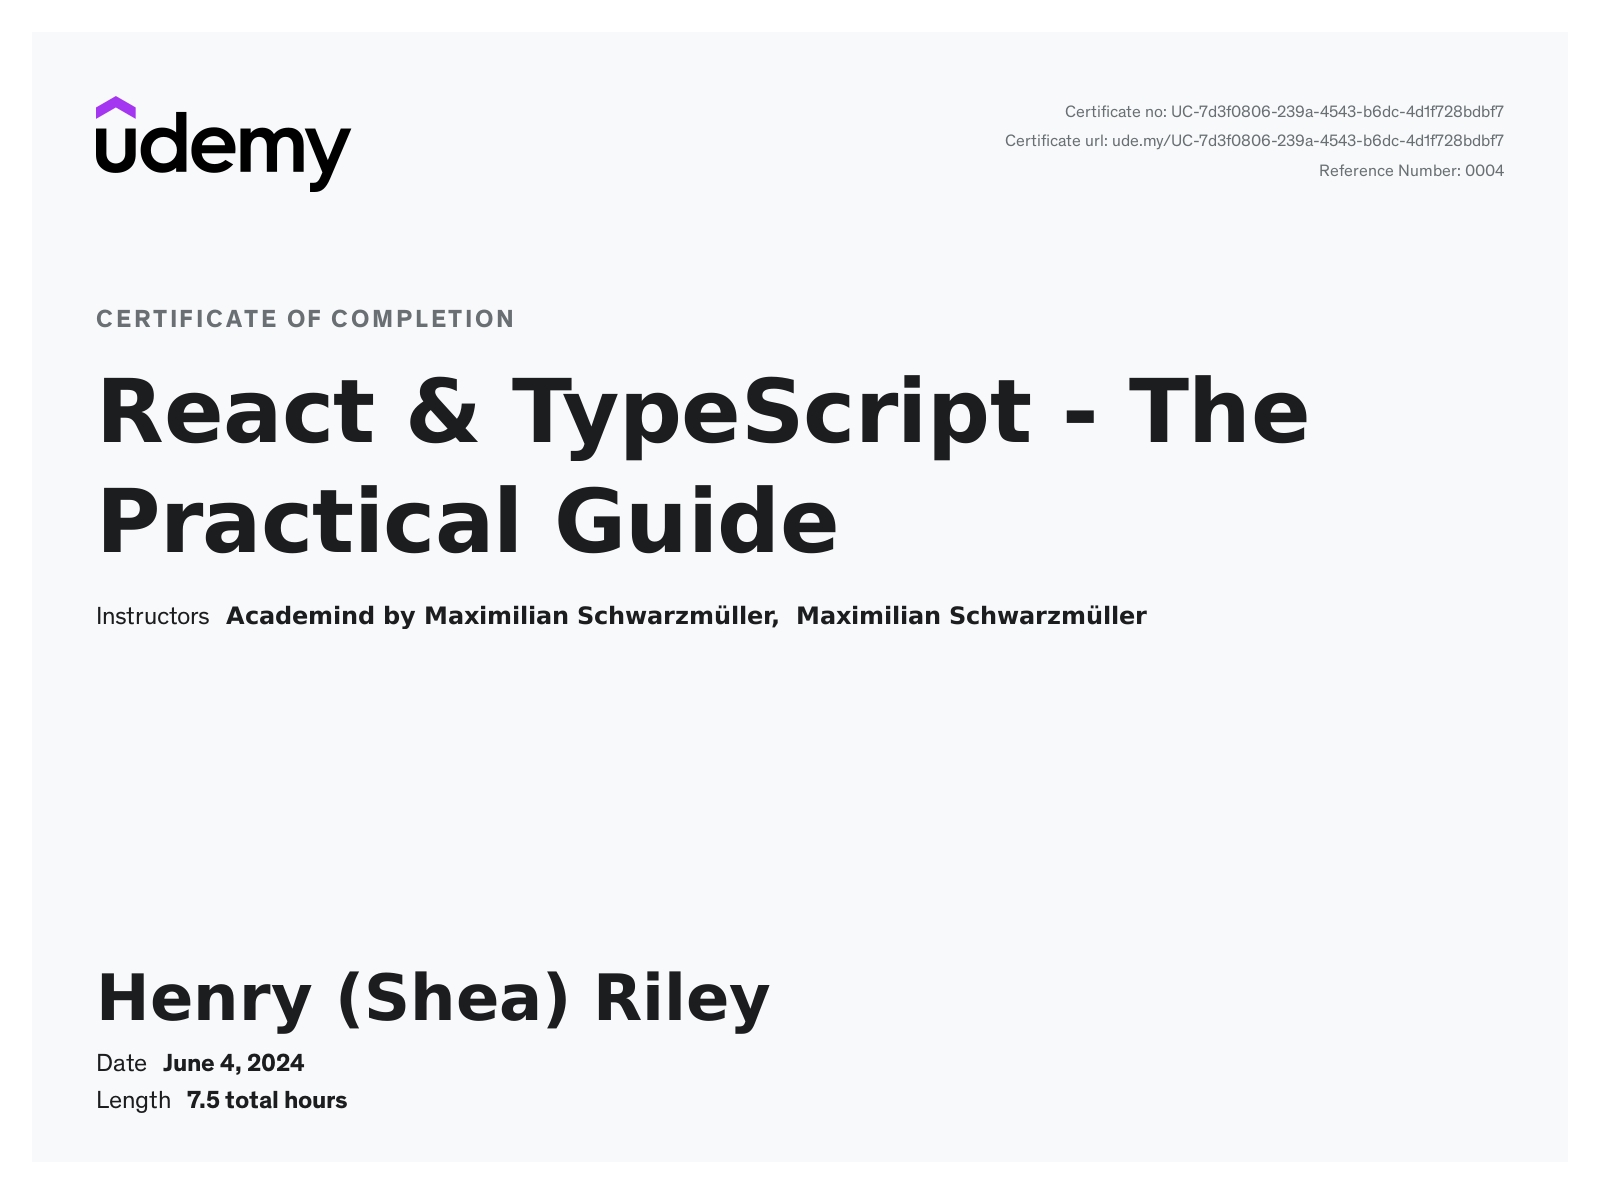 udemy
Certificate no: UC-7d3f0806-239a-4543-b6dc-4d1f728bdbf7
Certificate url: ude.my/UC-7d3f0806-239a-4543-b6dc-4d1f728bdbf7
Reference Number: 0004
CERTIFICATE OF COMPLETION
React & TypeScript - The
Practical Guide
Instructors Academind by Maximilian Schwarzmüller, Maximilian Schwarzmüller
Henry (Shea) Riley
Date June 4, 2024
Length 7.5 total hours